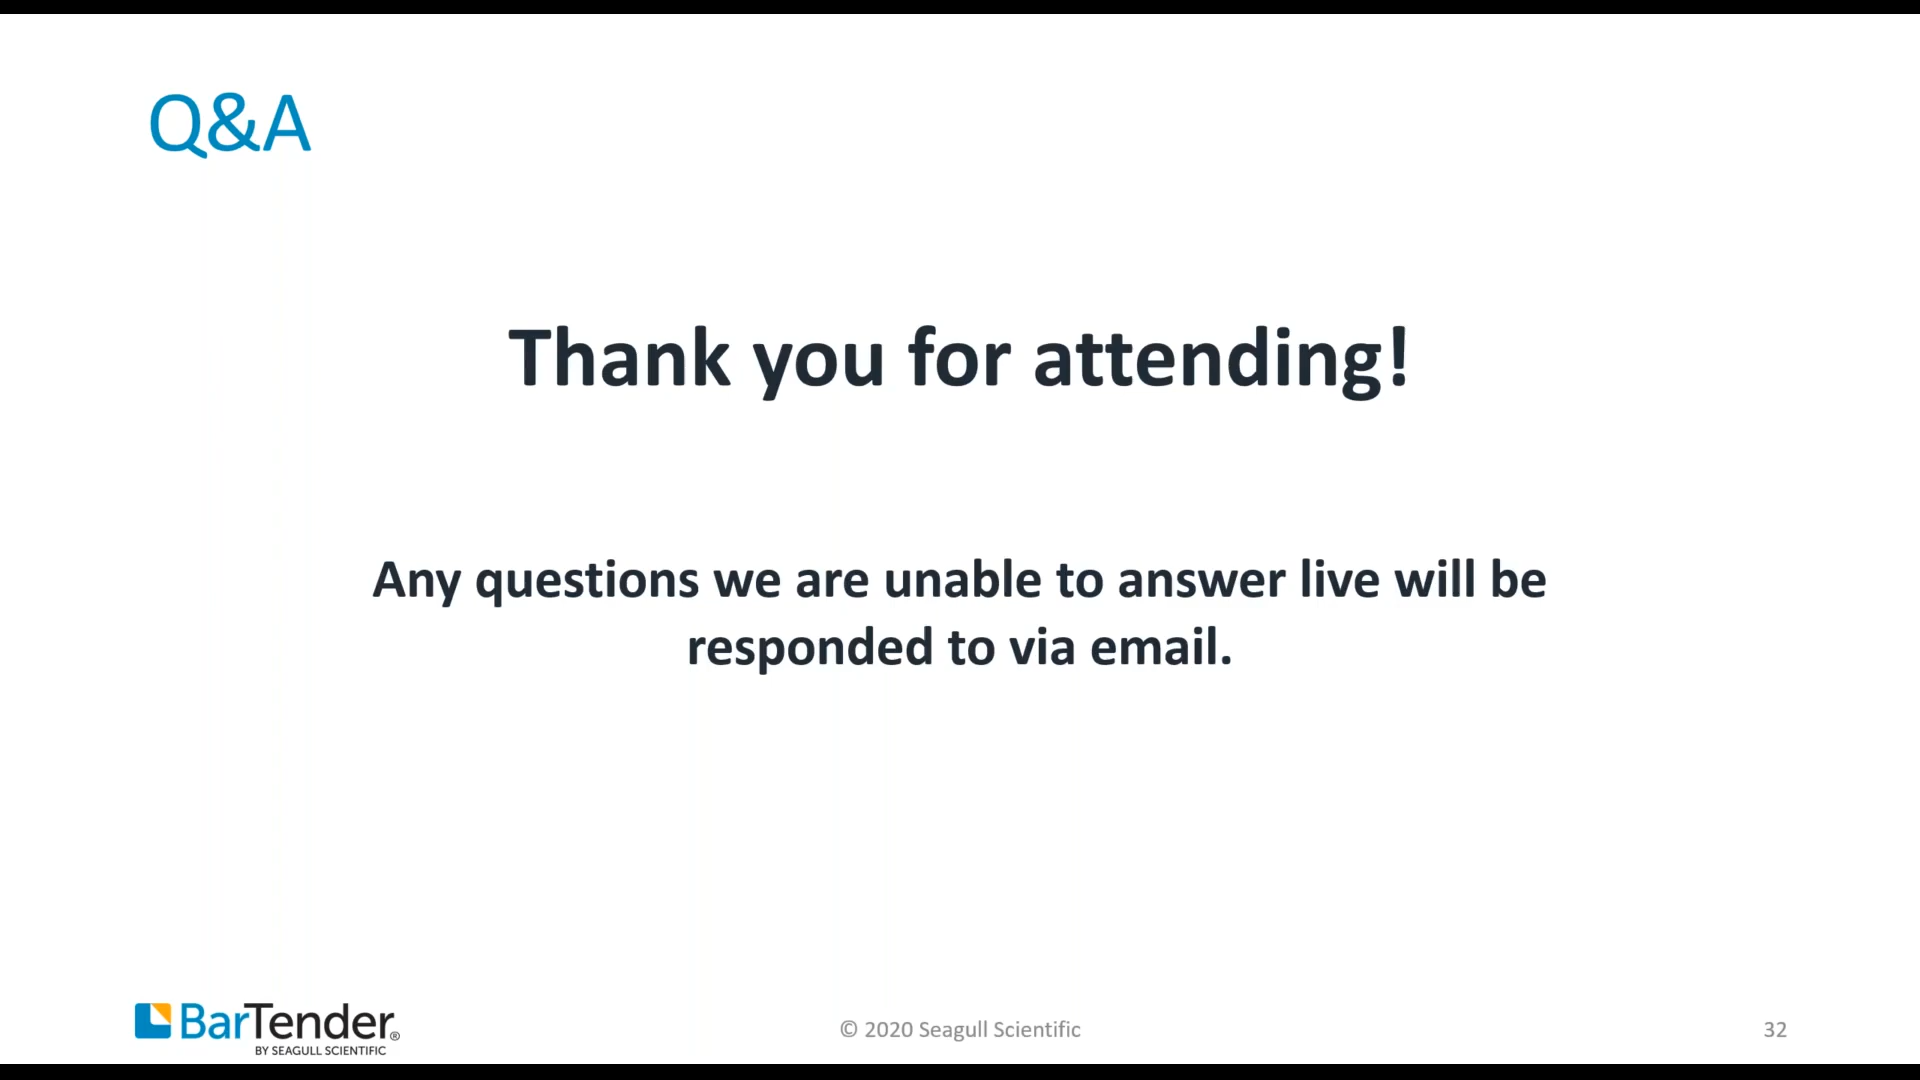 Q&A
Thank you for attending!
Any questions we are unable to answer live will be
responded to via email.
BarTender®
BY SEAGULL SCIENTIFIC
© 2020 Seagull Scientific
32